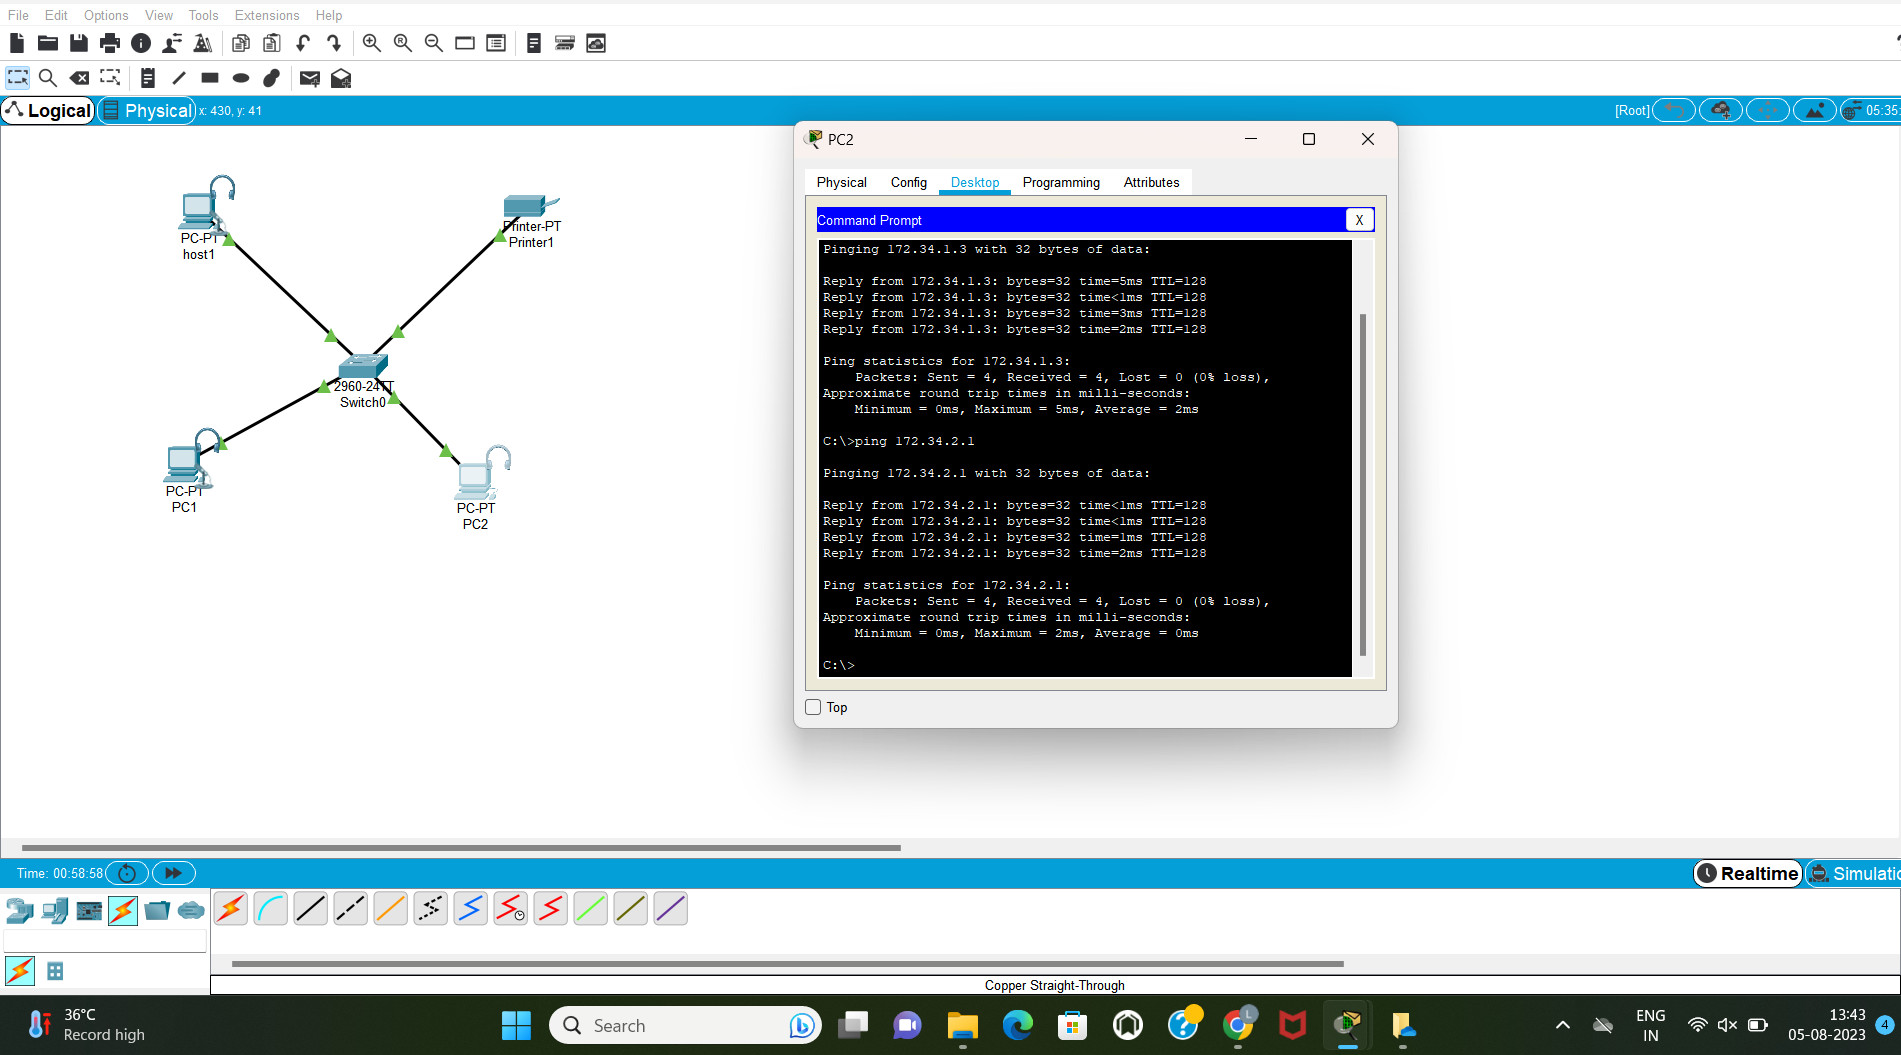 File Edit Options View Tools Extensions Help
Logical Physical x: 430, y: 41
[Root] 05:35:
PC-PT
host1
Printer-PT
Printer1
2960-24TT
Switch0
PC-PT
PC1
PC-PT
PC2
PC2
Physical Config Desktop Programming Attributes
Command Prompt X
Pinging 172.34.1.3 with 32 bytes of data:
Reply from 172.34.1.3: bytes=32 time=5ms TTL=128
Reply from 172.34.1.3: bytes=32 time<1ms TTL=128
Reply from 172.34.1.3: bytes=32 time=3ms TTL=128
Reply from 172.34.1.3: bytes=32 time=2ms TTL=128
Ping statistics for 172.34.1.3:
Packets: Sent = 4, Received = 4, Lost = 0 (0% loss),
Approximate round trip times in milli-seconds:
Minimum = 0ms, Maximum = 5ms, Average = 2ms
C:\>ping 172.34.2.1
Pinging 172.34.2.1 with 32 bytes of data:
Reply from 172.34.2.1: bytes=32 time<1ms TTL=128
Reply from 172.34.2.1: bytes=32 time<1ms TTL=128
Reply from 172.34.2.1: bytes=32 time=1ms TTL=128
Reply from 172.34.2.1: bytes=32 time=2ms TTL=128
Ping statistics for 172.34.2.1:
Packets: Sent = 4, Received = 4, Lost = 0 (0% loss),
Approximate round trip times in milli-seconds:
Minimum = 0ms, Maximum = 2ms, Average = 0ms
C:\>
Top
Time: 00:58:58
Realtime Simulatio
Copper Straight-Through
36°C
Record high
Search
L
ENG
IN
13:43
05-08-2023
4